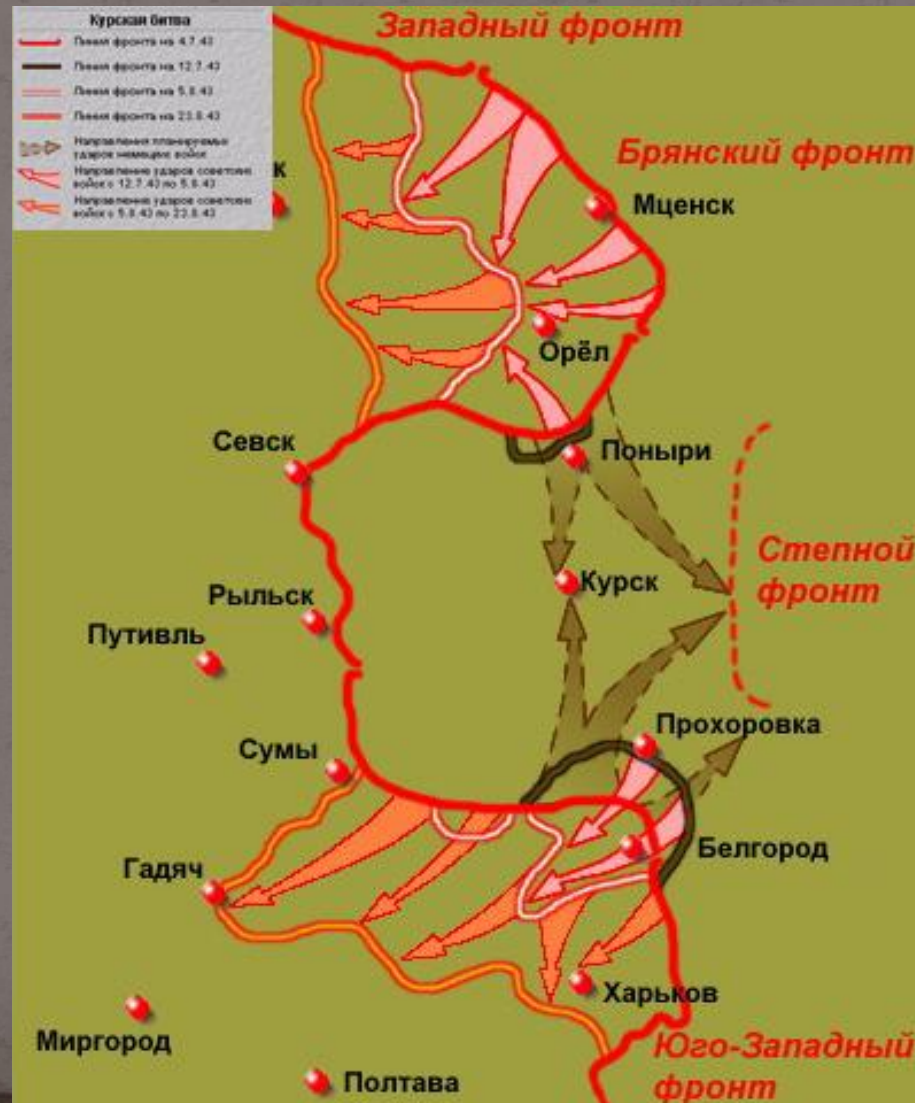 Курская битва
Линия фронта на 4.7.43
Линия фронта на 12.7.43
Линия фронта на 5.8.43
Линия фронта на 23.8.43
Направления планируемых
ударов немецких войск
Направление ударов советских
войск с 12.7.43 по 5.8.43
Направление ударов советских
войск с 5.8.43 по 23.8.43
Западный фронт
Брянский фронт
к
Мценск
Орёл
Севск
Поныри
Степной
фронт
Курск
Рыльск
Путивль
Прохоровка
Сумы
Белгород
Гадяч
Харьков
Миргород
Юго-Западный
фронт
Полтава